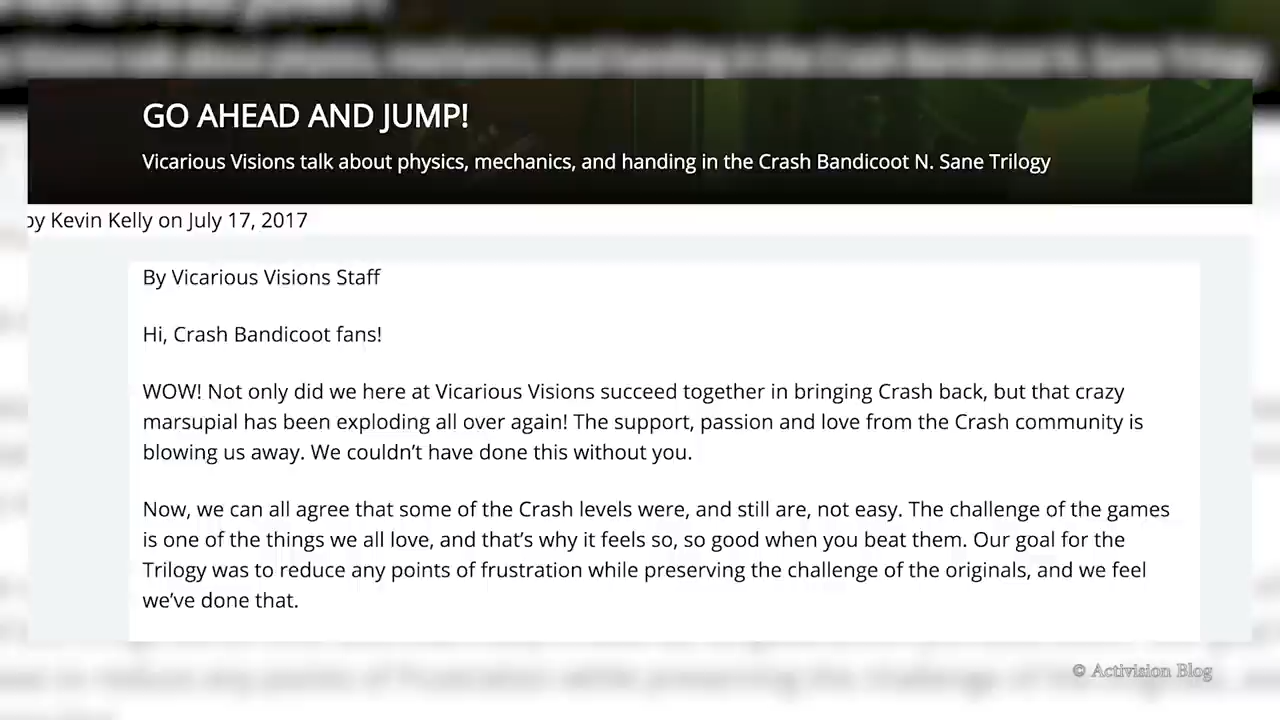 GO AHEAD AND JUMP!
Vicarious Visions talk about physics, mechanics, and handing in the Crash Bandicoot N. Sane Trilogy
by Kevin Kelly on July 17, 2017
By Vicarious Visions Staff
Hi, Crash Bandicoot fans!
WOW! Not only did we here at Vicarious Visions succeed together in bringing Crash back, but that crazy
marsupial has been exploding all over again! The support, passion and love from the Crash community is
blowing us away. We couldn't have done this without you.
Now, we can all agree that some of the Crash levels were, and still are, not easy. The challenge of the games
is one of the things we all love, and that's why it feels so, so good when you beat them. Our goal for the
Trilogy was to reduce any points of frustration while preserving the challenge of the originals, and we feel
we've done that.
© Activision Blog